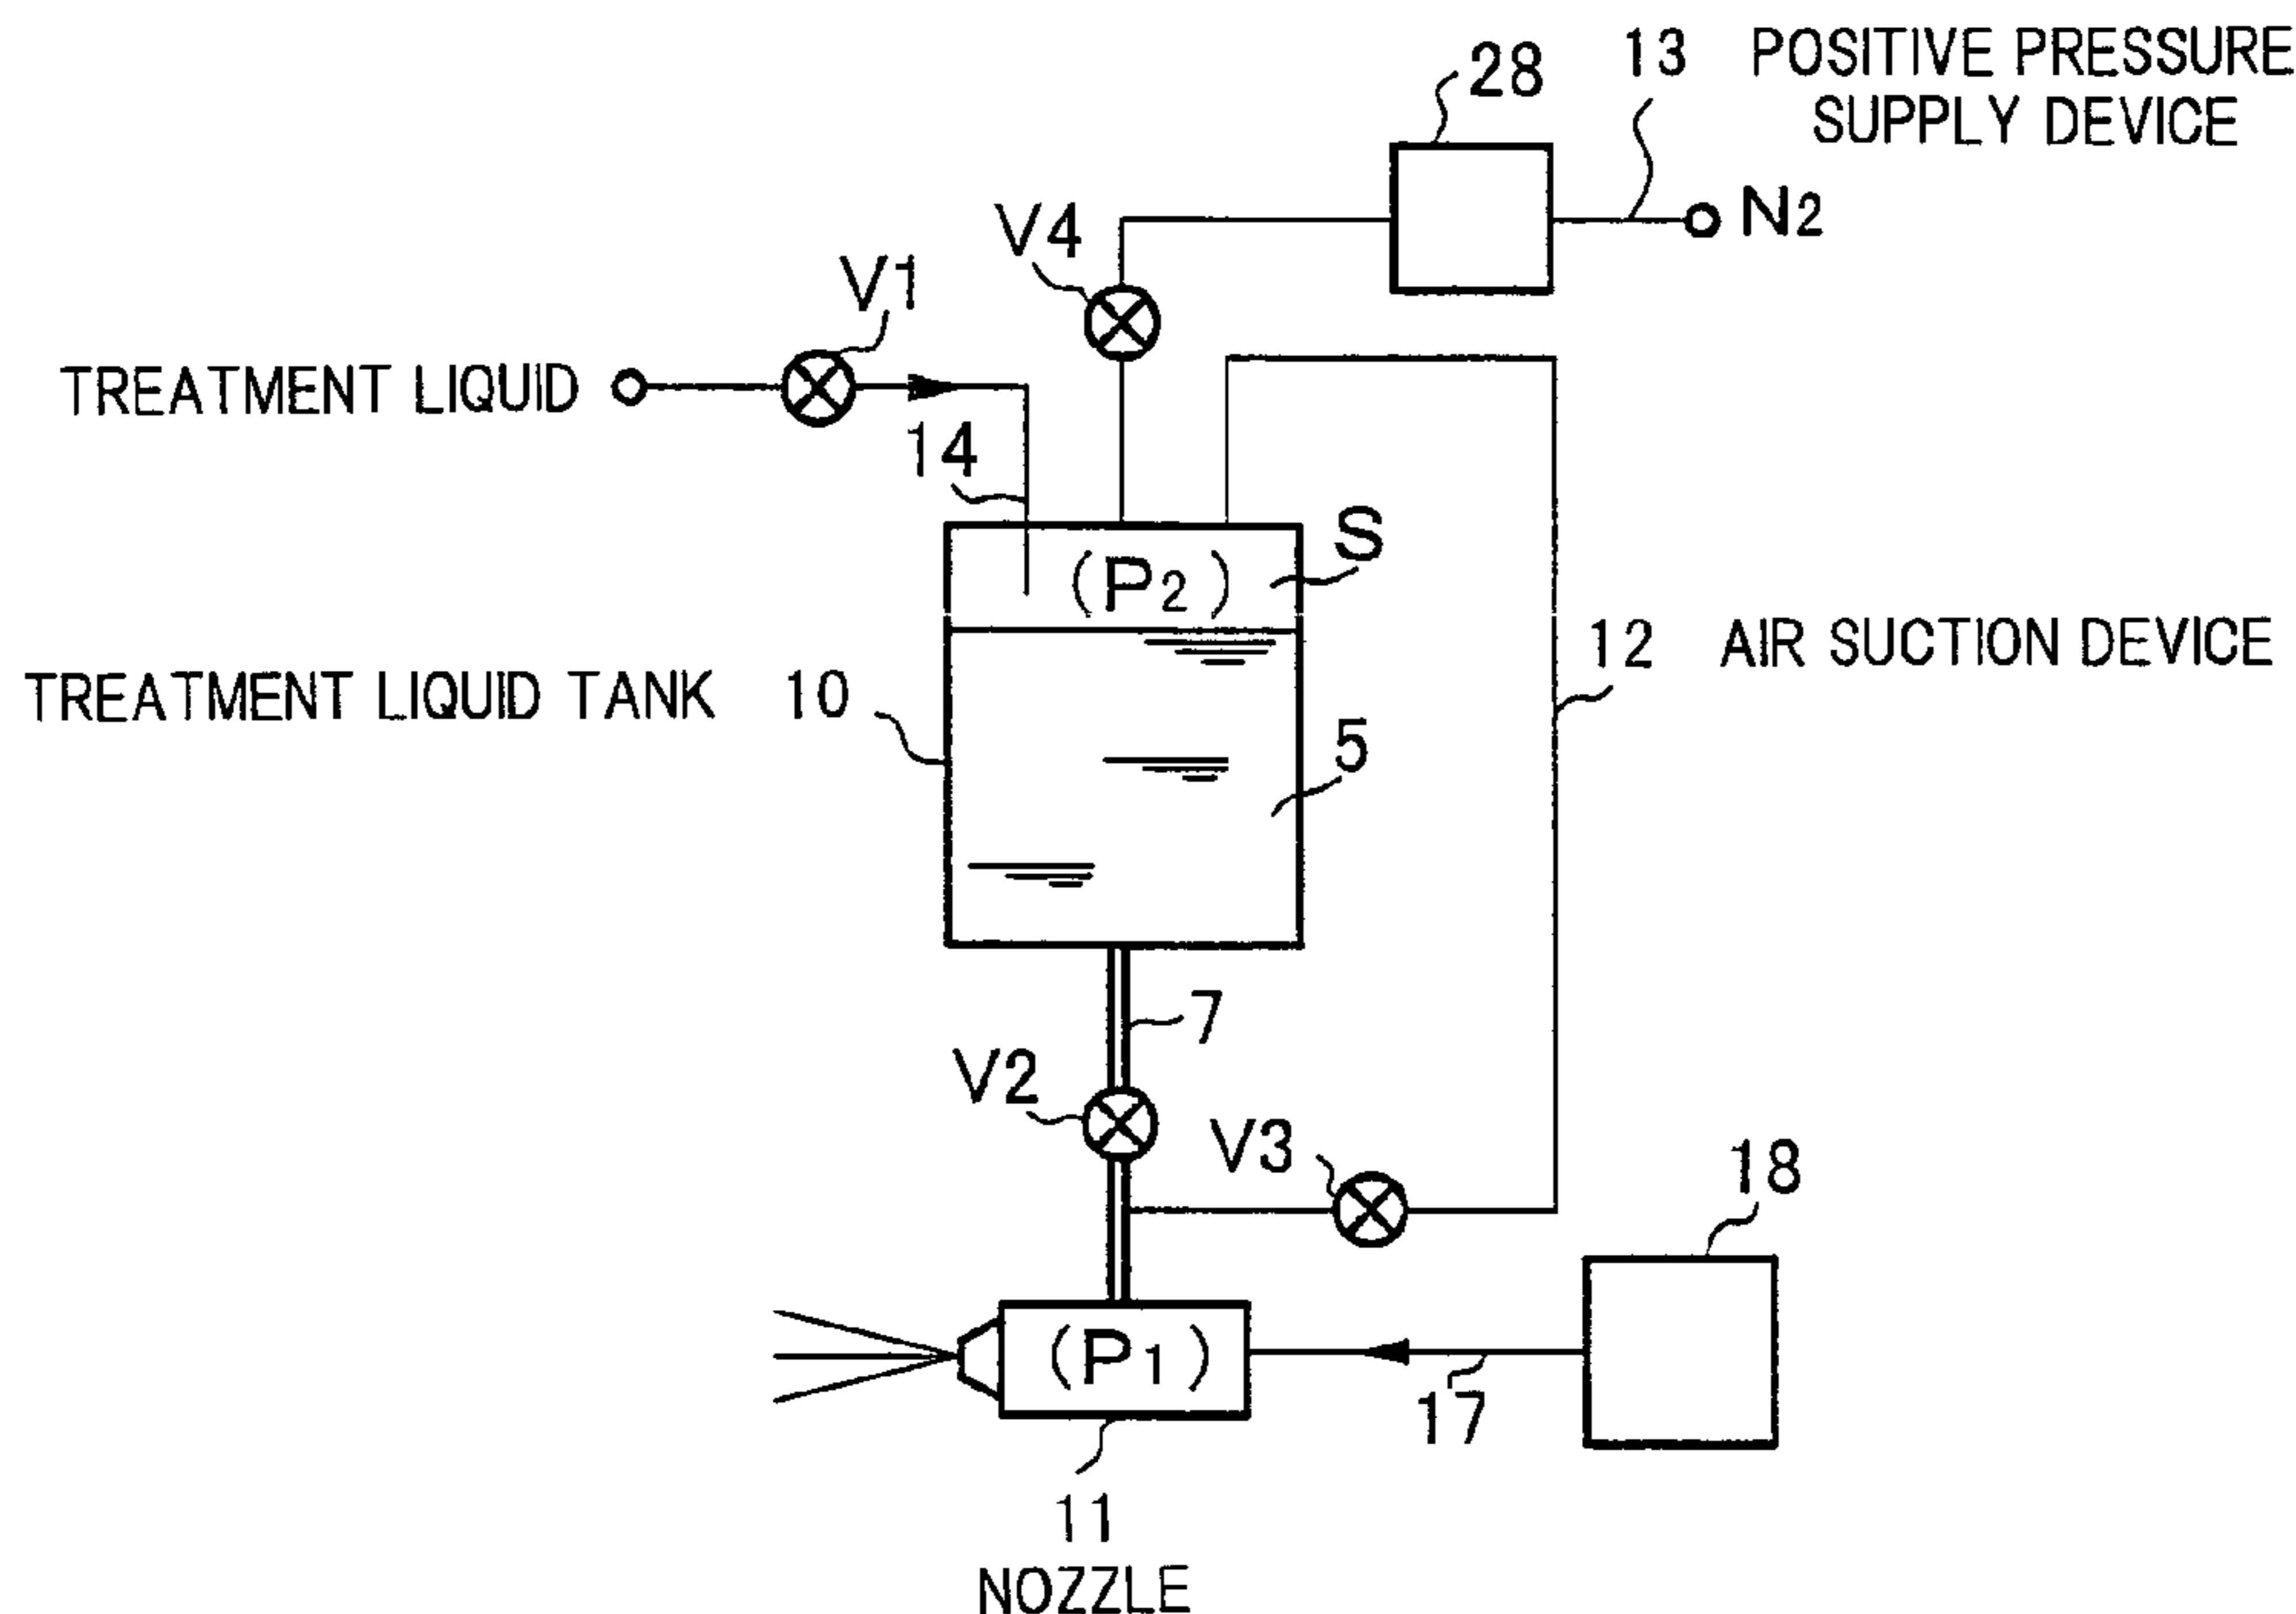 13 POSITIVE PRESSURE
SUPPLY DEVICE
28
N2
V4
V1
TREATMENT LIQUID
14
S
(P2)
12 AIR SUCTION DEVICE
TREATMENT LIQUID TANK 10
5
7
V2
V3
18
(P1)
17
11
NOZZLE